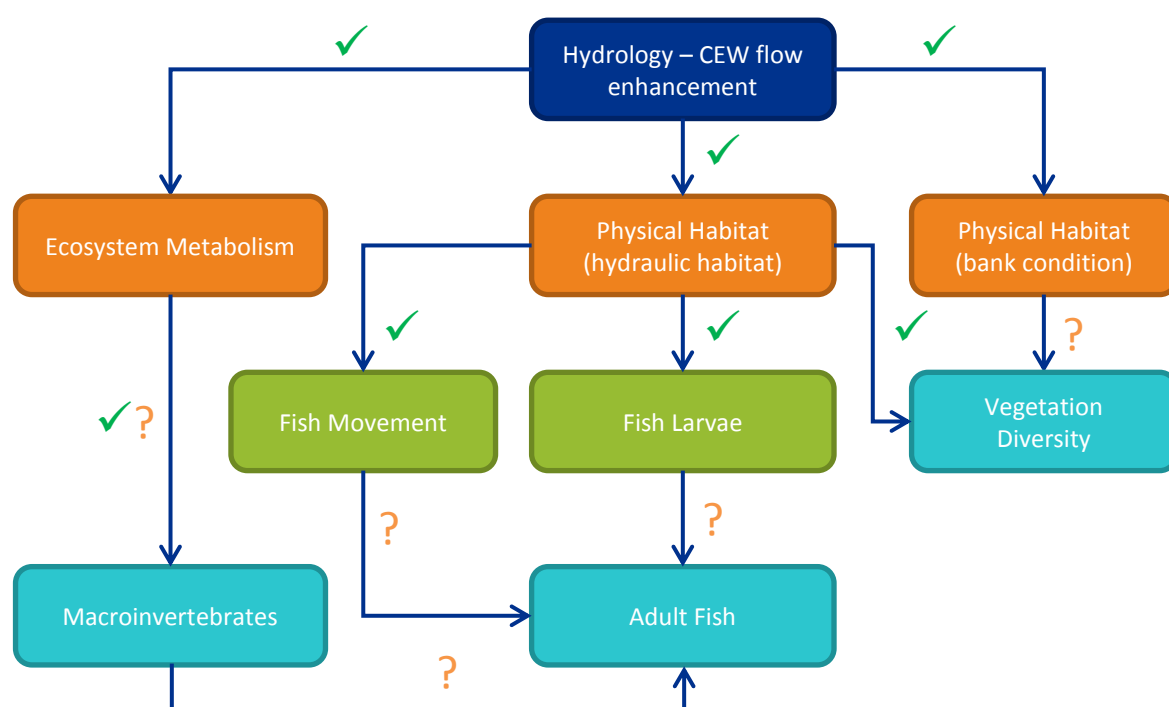 Hydrology – CEW flow
enhancement
Ecosystem Metabolism
Physical Habitat
(hydraulic habitat)
Physical Habitat
(bank condition)
?
Fish Movement
Fish Larvae
Vegetation
Diversity
?
?
?
Macroinvertebrates
Adult Fish
?